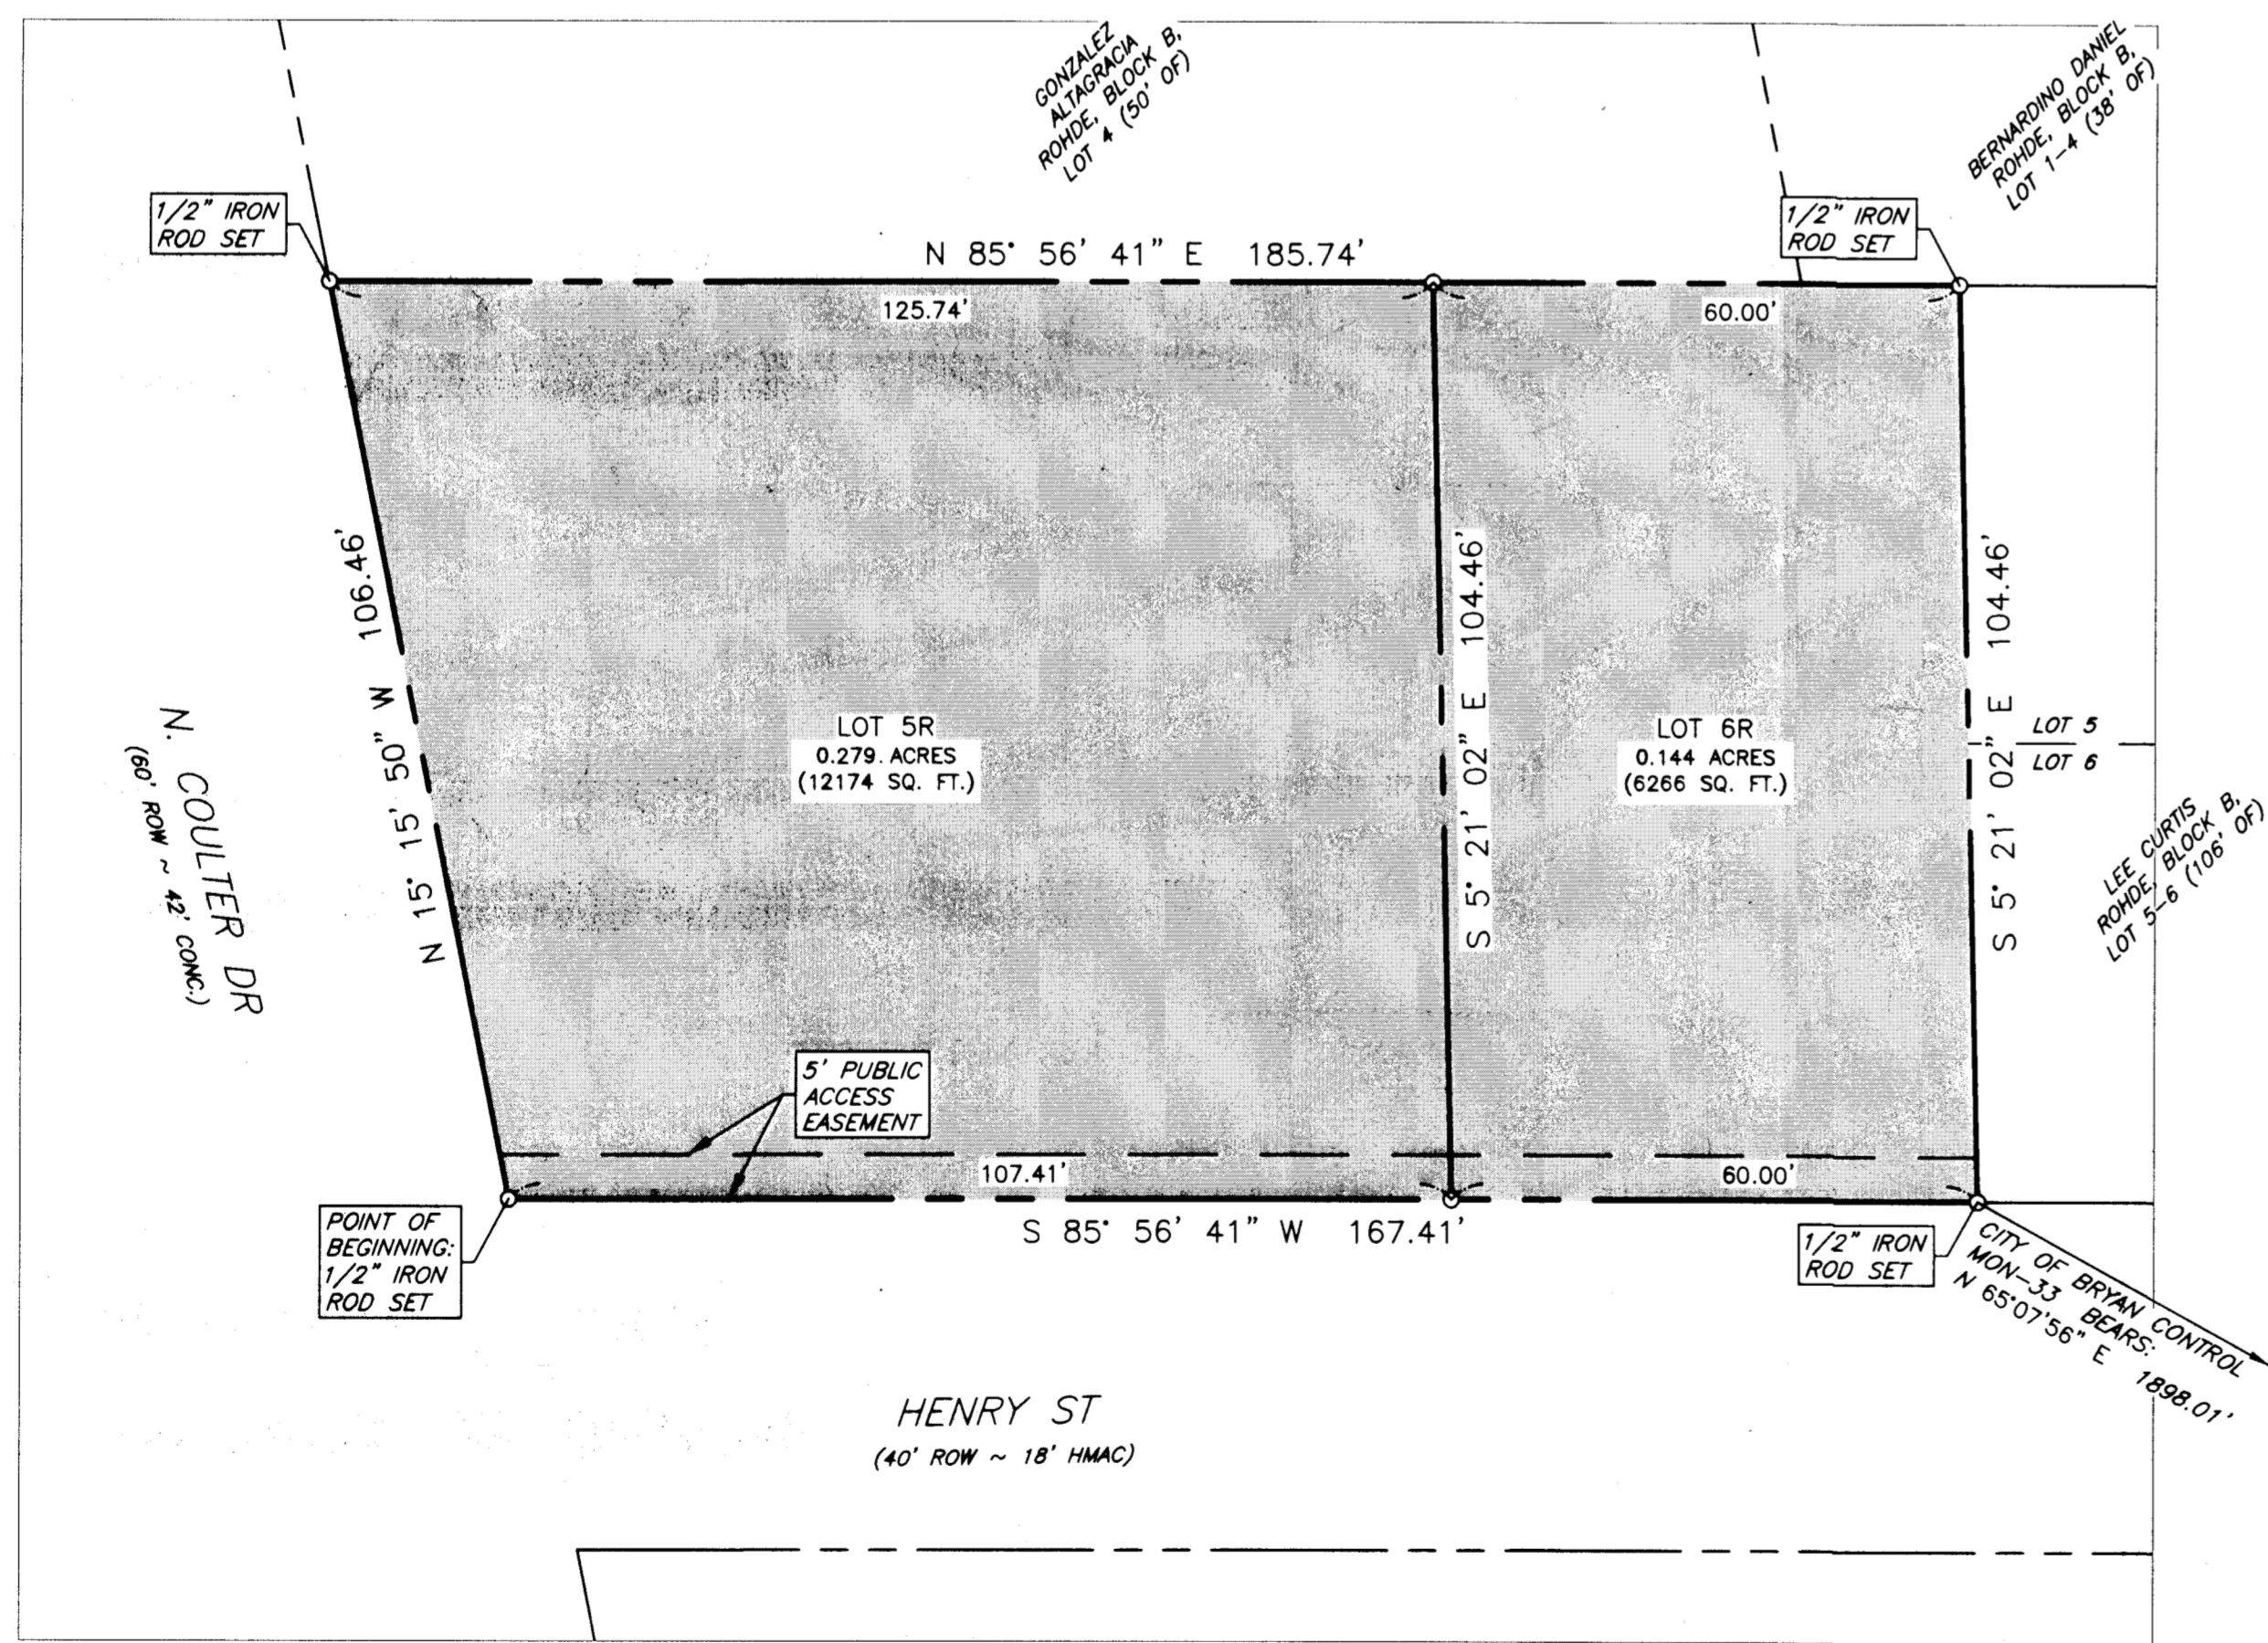 GONZALEZ
ALTAGRACIA
ROHDE, BLOCK B,
LOT 4 (50' OF)
BERNARDINO DANIEL
ROHDE, BLOCK B,
LOT 1-4 (38' OF)
1/2" IRON
ROD SET
1/2" IRON
ROD SET
N 85° 56' 41" E 185.74'
125.74'
60.00'
N 15° 15' 50" W 106.46'
S 5° 21' 02" E 104.46'
S 5° 21' 02" E 104.46'
N. COULTER DR
(60' ROW ~ 42' CONC.)
LOT 5R
0.279. ACRES
(12174 SQ. FT.)
LOT 6R
0.144 ACRES
(6266 SQ. FT.)
LOT 5
LOT 6
LEE CURTIS
ROHDE, BLOCK B,
LOT 5-6 (106' OF)
5' PUBLIC
ACCESS
EASEMENT
107.41'
60.00'
POINT OF
BEGINNING:
1/2" IRON
ROD SET
S 85° 56' 41" W 167.41'
1/2" IRON
ROD SET
CITY OF BRYAN CONTROL
MON-33 BEARS:
N 65°07'56" E 1898.01'
HENRY ST
(40' ROW ~ 18' HMAC)